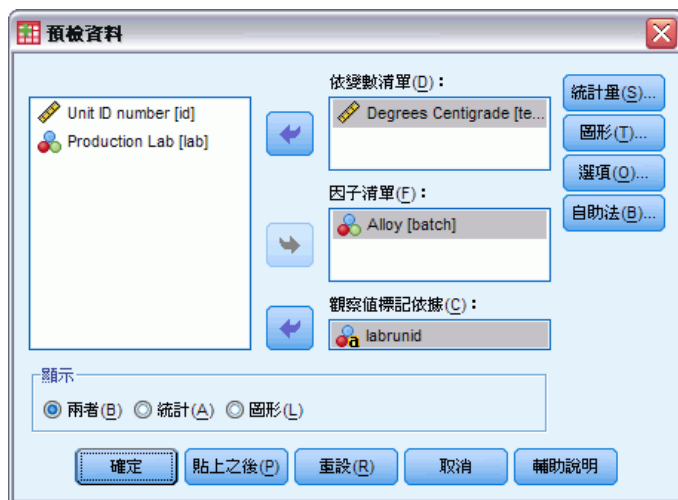 預檢資料
Unit ID number [id]
Production Lab [lab]
依變數清單(D)：
Degrees Centigrade [te...
因子清單(F)：
Alloy [batch]
觀察值標記依據(C)：
labrunid
統計量(S)...
圖形(T)...
選項(O)...
自助法(B)...
顯示
兩者(B) 統計(A) 圖形(L)
確定 貼上之後(P) 重設(R) 取消 輔助說明